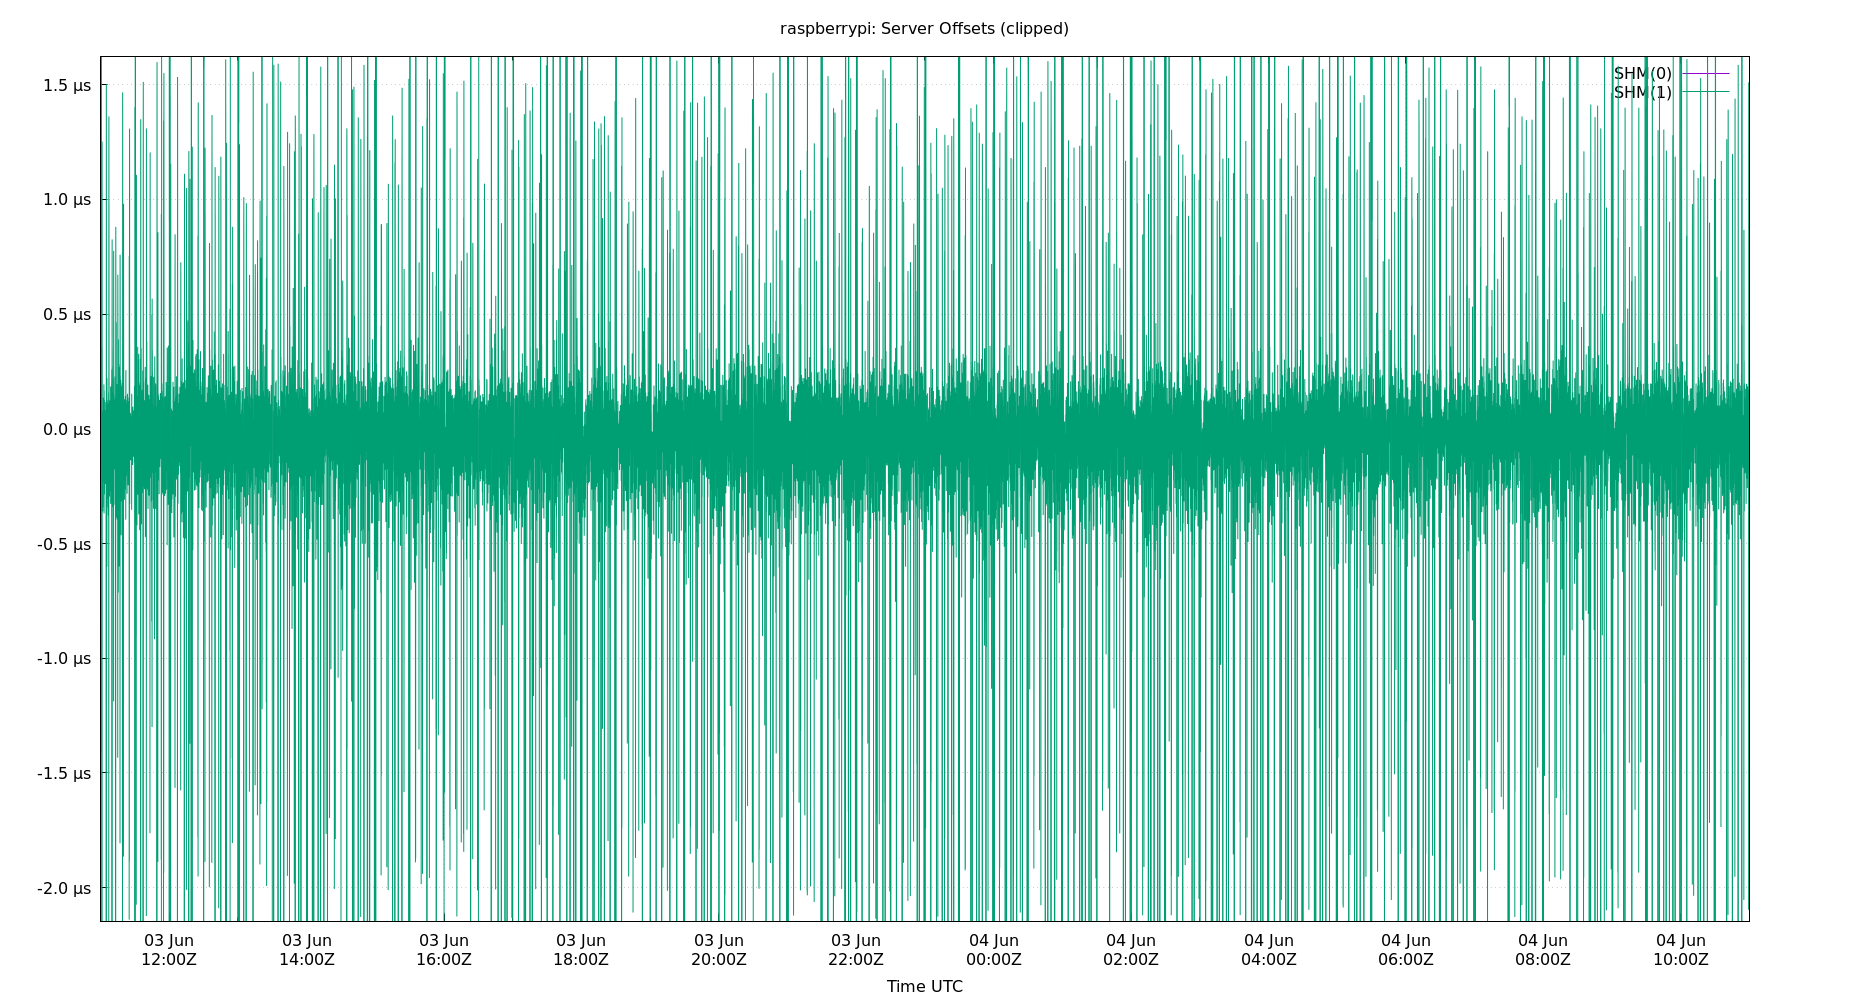 raspberrypi: Server Offsets (clipped)
SHM(0)
SHM(1)
1.5 µs
1.0 µs
0.5 µs
0.0 µs
-0.5 µs
-1.0 µs
-1.5 µs
-2.0 µs
03 Jun 03 Jun 03 Jun 03 Jun 03 Jun 03 Jun 04 Jun 04 Jun 04 Jun 04 Jun 04 Jun 04 Jun
12:00Z 14:00Z 16:00Z 18:00Z 20:00Z 22:00Z 00:00Z 02:00Z 04:00Z 06:00Z 08:00Z 10:00Z
Time UTC